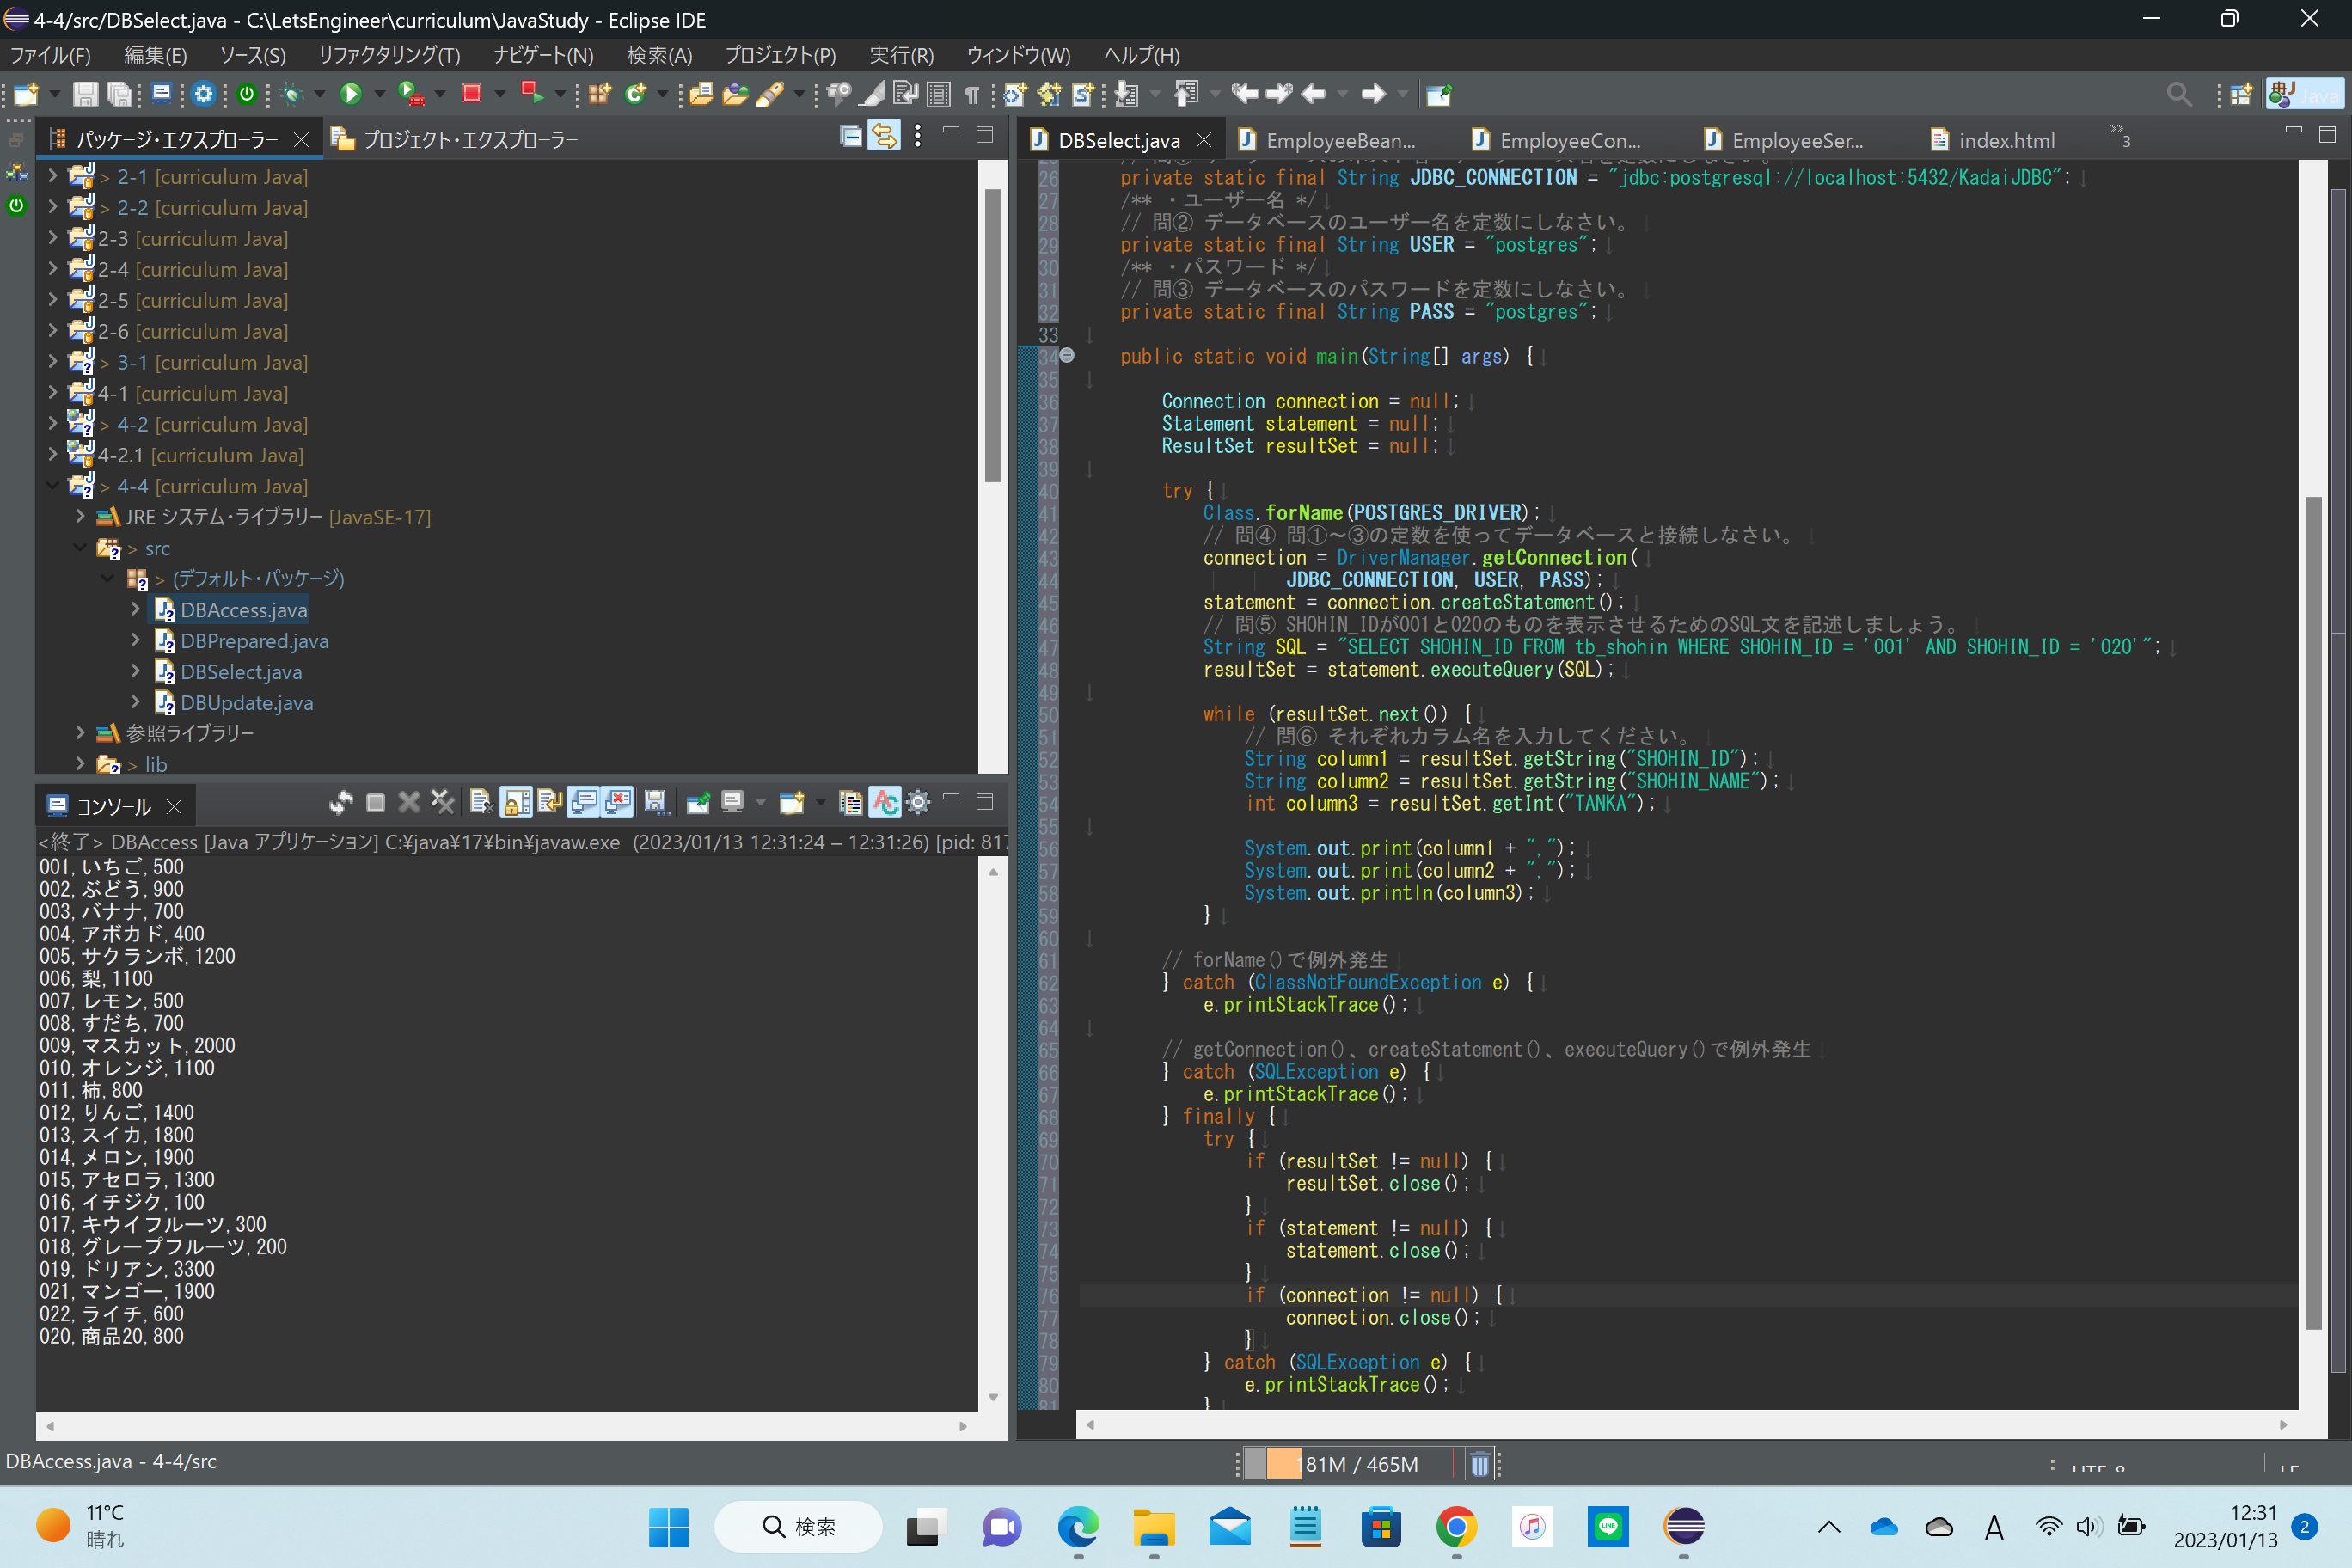 4-4/src/DBSelect.java - C:\LetsEngineer\curriculum\JavaStudy - Eclipse IDE
ファイル(F) 編集(E) ソース(S) リファクタリング(T) ナビゲート(N) 検索(A) プロジェクト(P) 実行(R) ウィンドウ(W) ヘルプ(H)
Java
パッケージ・エクスプローラー プロジェクト・エクスプローラー
> 2-1 [curriculum Java]
> 2-2 [curriculum Java]
2-3 [curriculum Java]
2-4 [curriculum Java]
2-5 [curriculum Java]
2-6 [curriculum Java]
> 3-1 [curriculum Java]
4-1 [curriculum Java]
> 4-2 [curriculum Java]
4-2.1 [curriculum Java]
> 4-4 [curriculum Java]
JRE システム・ライブラリー [JavaSE-17]
> src
> (デフォルト・パッケージ)
DBAccess.java
DBPrepared.java
DBSelect.java
DBUpdate.java
参照ライブラリー
> lib
コンソール
<終了> DBAccess [Java アプリケーション] C:¥java¥17¥bin¥javaw.exe (2023/01/13 12:31:24 – 12:31:26) [pid: 817
001,いちご,500
002,ぶどう,900
003,バナナ,700
004,アボカド,400
005,サクランボ,1200
006,梨,1100
007,レモン,500
008,すだち,700
009,マスカット,2000
010,オレンジ,1100
011,柿,800
012,りんご,1400
013,スイカ,1800
014,メロン,1900
015,アセロラ,1300
016,イチジク,100
017,キウイフルーツ,300
018,グレープフルーツ,200
019,ドリアン,3300
021,マンゴー,1900
022,ライチ,600
020,商品20,800
DBSelect.java EmployeeBean... EmployeeCon... EmployeeSer... index.html »3
26 private static final String JDBC_CONNECTION = "jdbc:postgresql://localhost:5432/KadaiJDBC";
27 /** ・ユーザー名 */
28 // 問② データベースのユーザー名を定数にしなさい。
29 private static final String USER = "postgres";
30 /** ・パスワード */
31 // 問③ データベースのパスワードを定数にしなさい。
32 private static final String PASS = "postgres";
33
34 public static void main(String[] args) {
35
36 Connection connection = null;
37 Statement statement = null;
38 ResultSet resultSet = null;
39
40 try {
41 Class.forName(POSTGRES_DRIVER);
42 // 問④ 問①～③の定数を使ってデータベースと接続しなさい。
43 connection = DriverManager.getConnection(
44 JDBC_CONNECTION, USER, PASS);
45 statement = connection.createStatement();
46 // 問⑤ SHOHIN_IDが001と020のものを表示させるためのSQL文を記述しましょう。
47 String SQL = "SELECT SHOHIN_ID FROM tb_shohin WHERE SHOHIN_ID = '001' AND SHOHIN_ID = '020'";
48 resultSet = statement.executeQuery(SQL);
49
50 while (resultSet.next()) {
51 // 問⑥ それぞれカラム名を入力してください。
52 String column1 = resultSet.getString("SHOHIN_ID");
53 String column2 = resultSet.getString("SHOHIN_NAME");
54 int column3 = resultSet.getInt("TANKA");
55
56 System.out.print(column1 + ",");
57 System.out.print(column2 + ",");
58 System.out.println(column3);
59 }
60
61 // forName()で例外発生
62 } catch (ClassNotFoundException e) {
63 e.printStackTrace();
64
65 // getConnection()、createStatement()、executeQuery()で例外発生
66 } catch (SQLException e) {
67 e.printStackTrace();
68 } finally {
69 try {
70 if (resultSet != null) {
71 resultSet.close();
72 }
73 if (statement != null) {
74 statement.close();
75 }
76 if (connection != null) {
77 connection.close();
78 }
79 } catch (SQLException e) {
80 e.printStackTrace();
81 }
DBAccess.java - 4-4/src
181M / 465M
11°C
晴れ
検索
A
12:31
2023/01/13
2